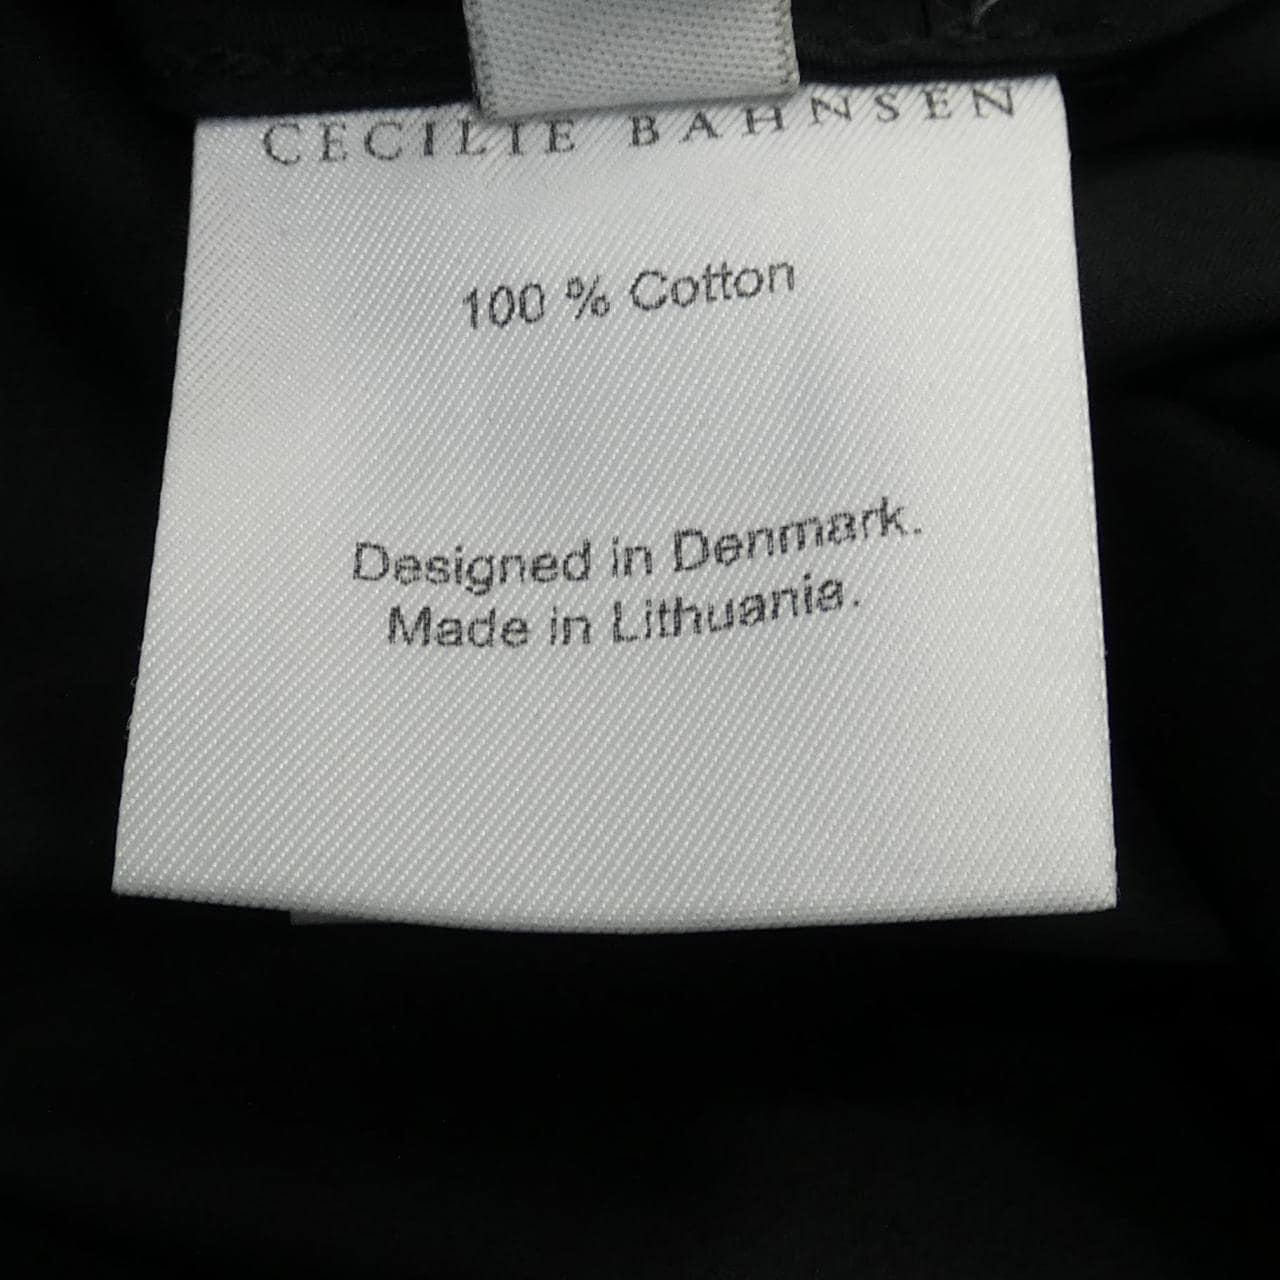 CECILIE BAHNSEN
100 % Cotton
Designed in Denmark.
Made in Lithuania.